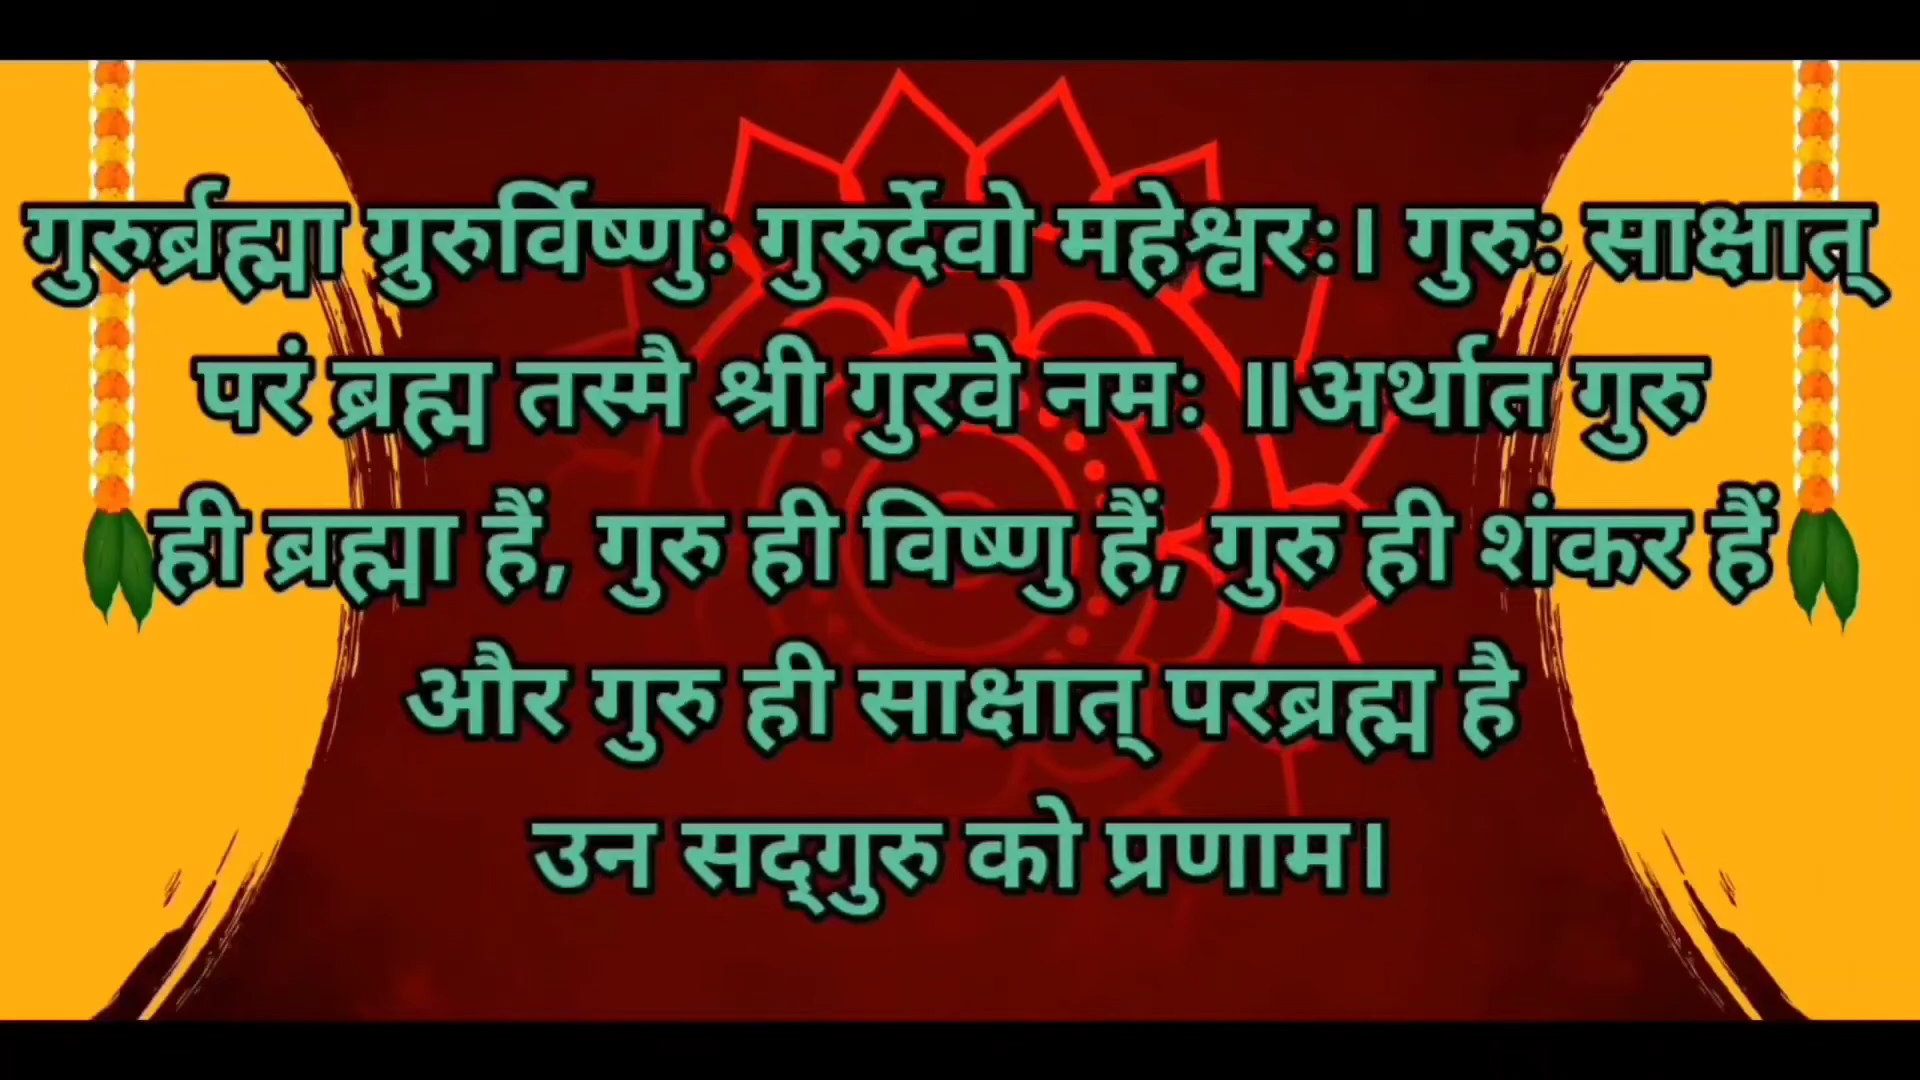 गुरुर्ब्रह्मा ग्रुरुर्विष्णुः गुरुर्देवो महेश्वरः। गुरुः साक्षात्
परं ब्रह्म तस्मै श्री गुरवे नमः ॥अर्थात गुरु
ही ब्रह्मा हैं, गुरु ही विष्णु हैं, गुरु ही शंकर हैं
और गुरु ही साक्षात् परब्रह्म है
उन सद्‌गुरु को प्रणाम।